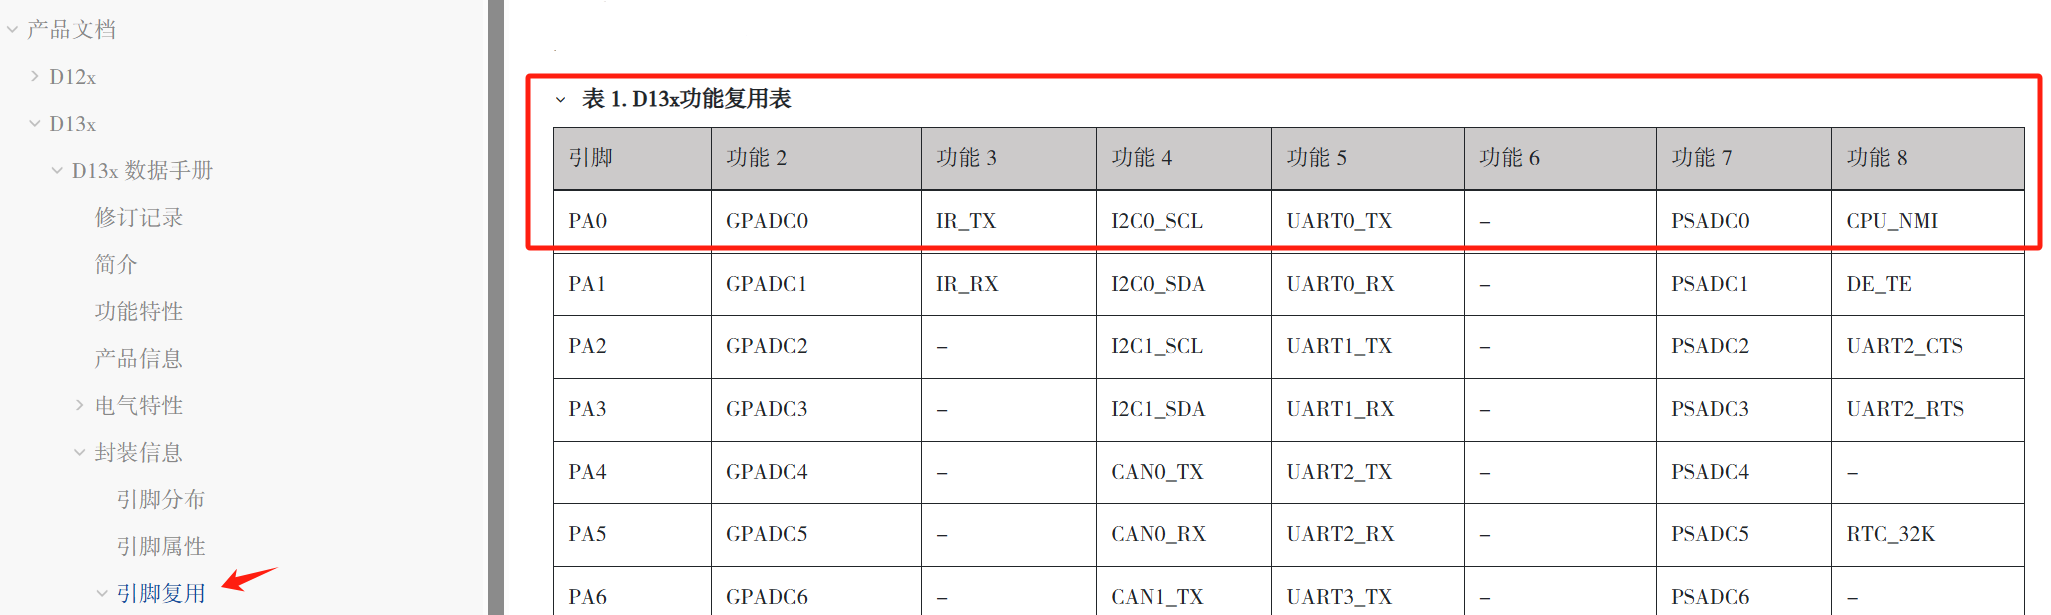 产品文档
D12x
D13x
D13x 数据手册
修订记录
简介
功能特性
产品信息
电气特性
封装信息
引脚分布
引脚属性
引脚复用
表 1. D13x功能复用表
引脚 功能 2 功能 3 功能 4 功能 5 功能 6 功能 7 功能 8
PA0 GPADC0 IR_TX I2C0_SCL UART0_TX – PSADC0 CPU_NMI
PA1 GPADC1 IR_RX I2C0_SDA UART0_RX – PSADC1 DE_TE
PA2 GPADC2 – I2C1_SCL UART1_TX – PSADC2 UART2_CTS
PA3 GPADC3 – I2C1_SDA UART1_RX – PSADC3 UART2_RTS
PA4 GPADC4 – CAN0_TX UART2_TX – PSADC4 –
PA5 GPADC5 – CAN0_RX UART2_RX – PSADC5 RTC_32K
PA6 GPADC6 – CAN1_TX UART3_TX – PSADC6 –